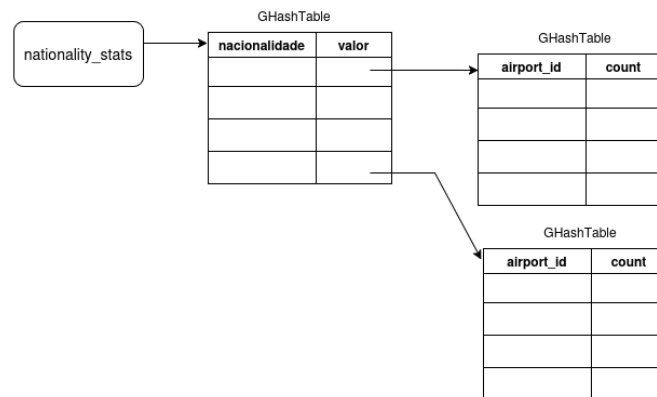 GHashTable
nationality_stats
nacionalidade valor
GHashTable
airport_id count
GHashTable
airport_id count